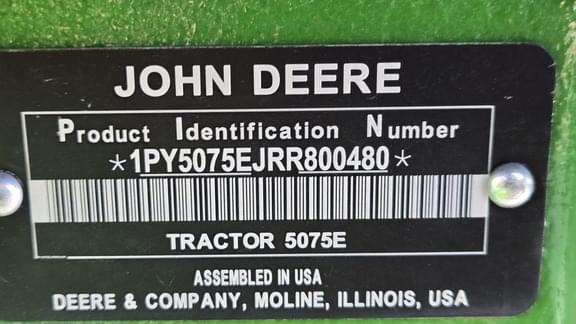 JOHN DEERE
Product Identification Number
*1PY5075EJRR800480*
TRACTOR 5075E
ASSEMBLED IN USA
DEERE & COMPANY, MOLINE, ILLINOIS, USA